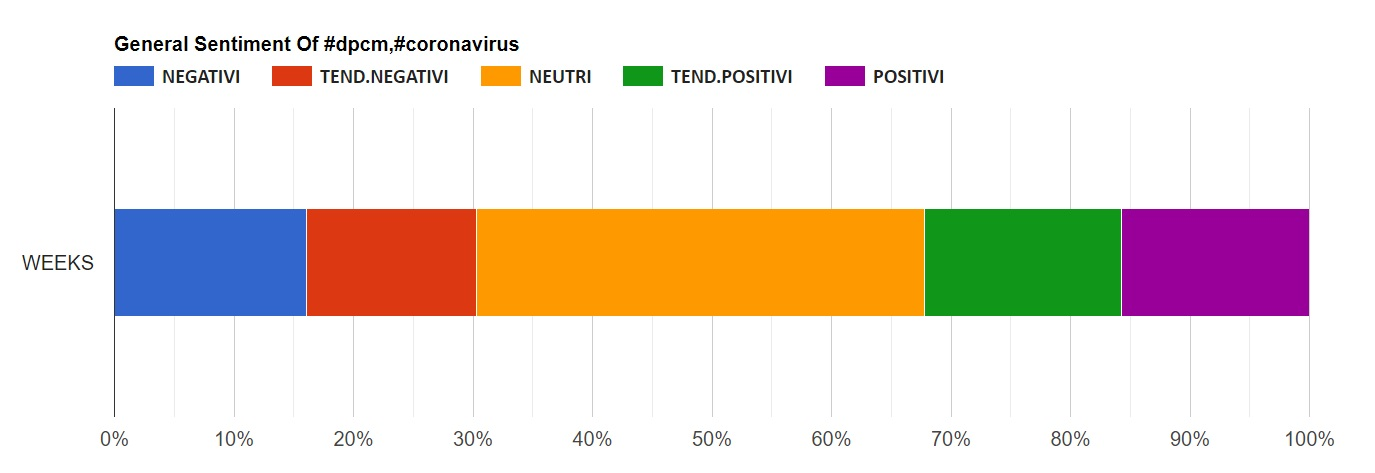 General Sentiment Of #dpcm,#coronavirus
NEGATIVI TEND.NEGATIVI NEUTRI TEND.POSITIVI POSITIVI
WEEKS
0% 10% 20% 30% 40% 50% 60% 70% 80% 90% 100%